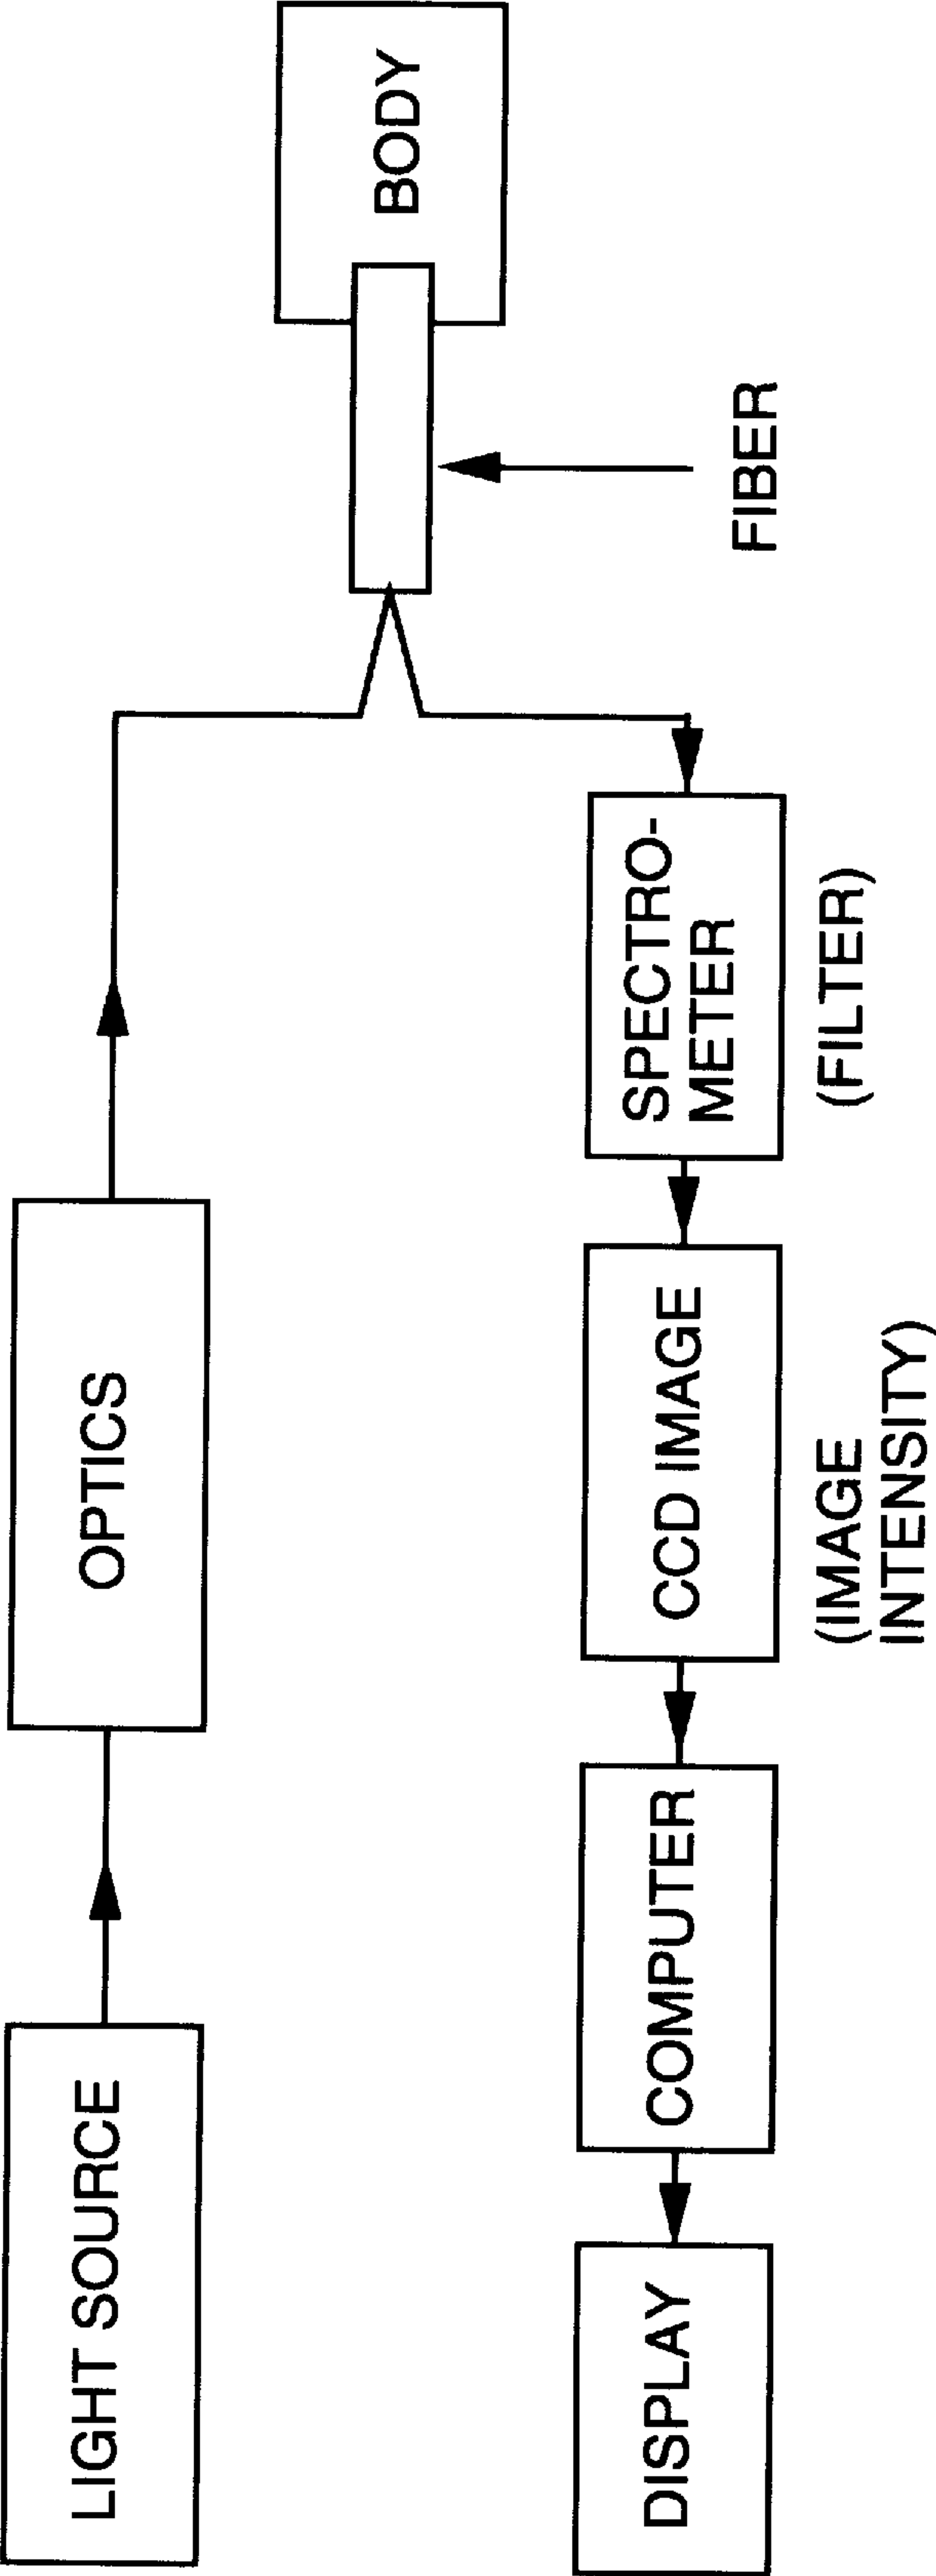 LIGHT SOURCE
OPTICS
BODY
FIBER
DISPLAY
COMPUTER
CCD IMAGE
(IMAGE
INTENSITY)
SPECTRO-
METER
(FILTER)